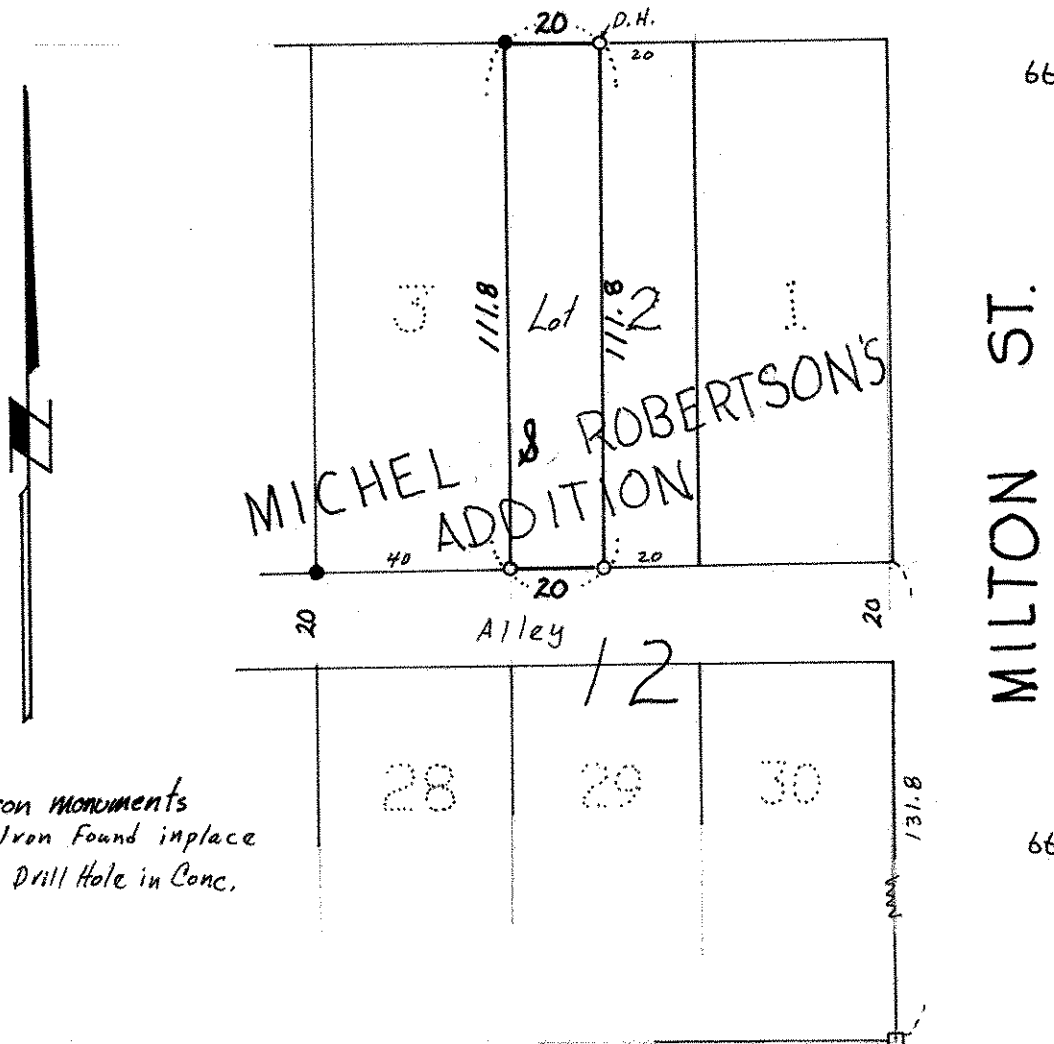 20 D.H.
20
66
3 111.8 Lot 111.8 2 1
MICHEL & ROBERTSON'S
ADDITION
MILTON ST.
40 20
20
20 20
Alley
12
28 29 30
131.8
on monuments
Iron Found inplace
Drill Hole in Conc.
66
N